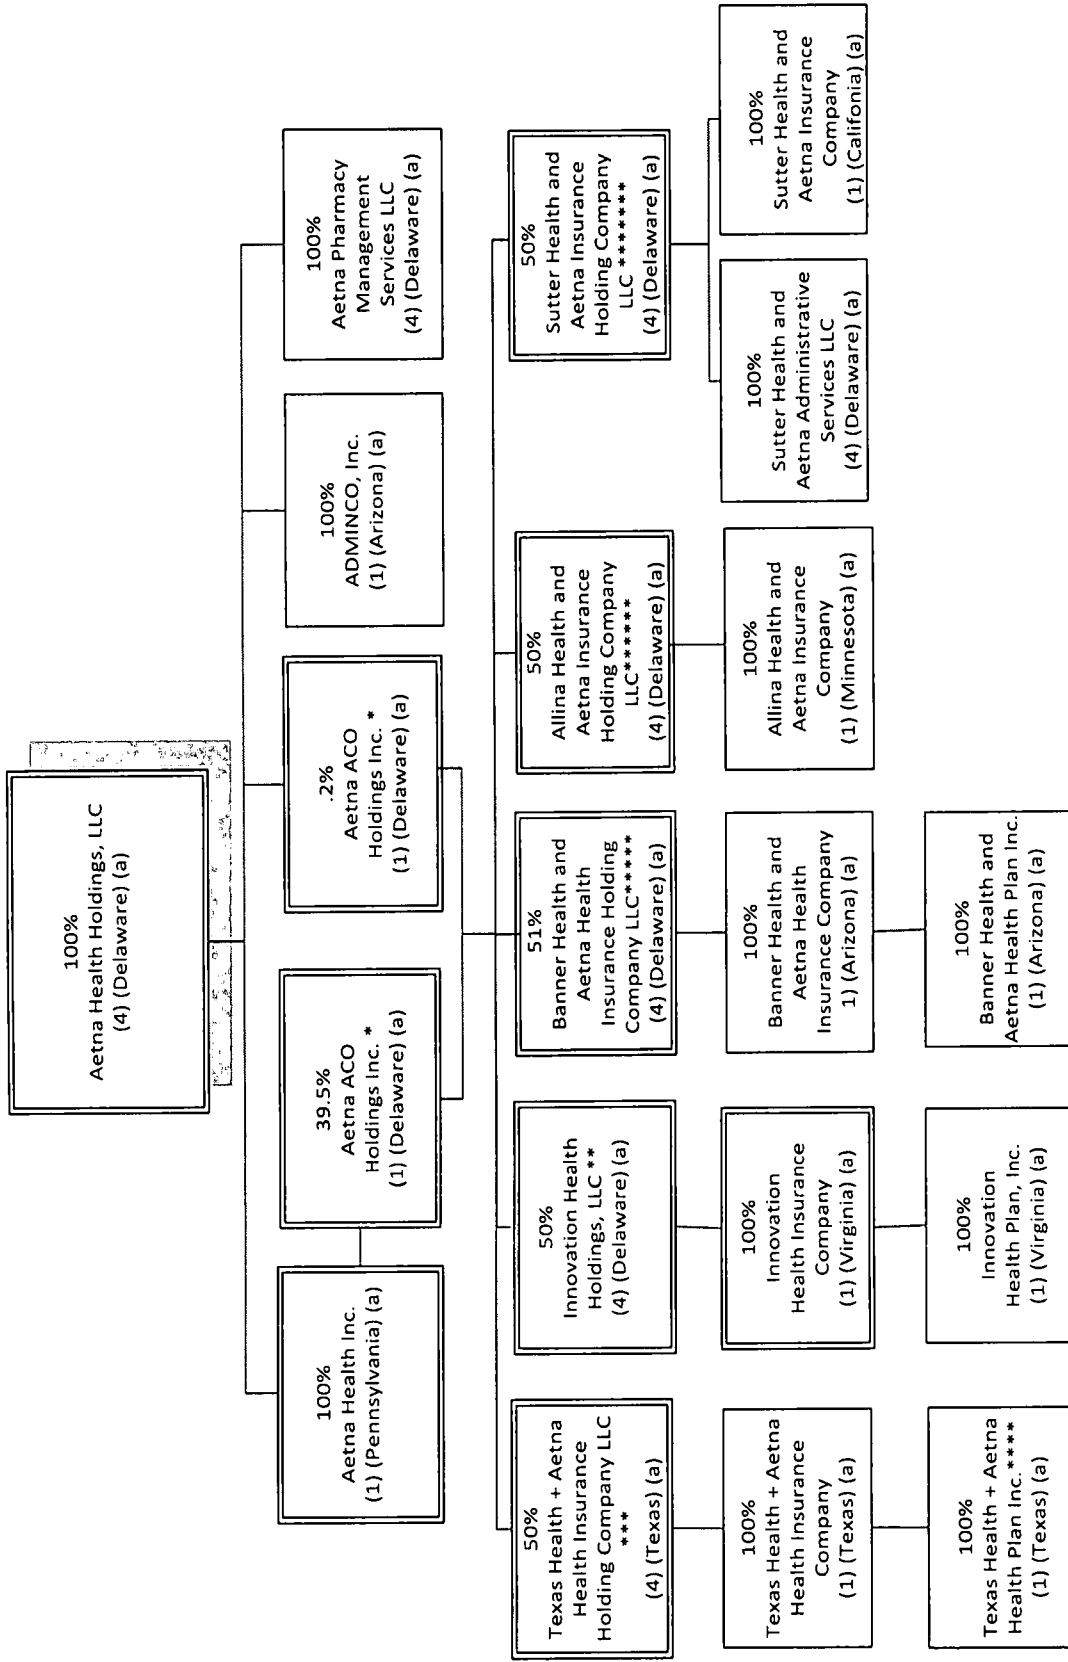 100%
Aetna Health Holdings, LLC
(4) (Delaware) (a)
100%
Aetna Health Inc.
(1) (Pennsylvania) (a)
39.5%
Aetna ACO
Holdings Inc. *
(1) (Delaware) (a)
.2%
Aetna ACO
Holdings Inc. *
(1) (Delaware) (a)
100%
ADMINCO, Inc.
(1) (Arizona) (a)
100%
Aetna Pharmacy
Management
Services LLC
(4) (Delaware) (a)
50%
Texas Health + Aetna
Health Insurance
Holding Company LLC
***
(4) (Texas) (a)
50%
Innovation Health
Holdings, LLC **
(4) (Delaware) (a)
51%
Banner Health and
Aetna Health
Insurance Holding
Company LLC*****
(4) (Delaware) (a)
50%
Allina Health and
Aetna Insurance
Holding Company
LLC*******
(4) (Delaware) (a)
50%
Sutter Health and
Aetna Insurance
Holding Company
LLC *******
(4) (Delaware) (a)
100%
Texas Health + Aetna
Health Insurance
Company
(1) (Texas) (a)
100%
Innovation
Health Insurance
Company
(1) (Virginia) (a)
100%
Banner Health and
Aetna Health
Insurance Company
1) (Arizona) (a)
100%
Allina Health and
Aetna Insurance
Company
(1) (Minnesota) (a)
100%
Sutter Health and
Aetna Administrative
Services LLC
(4) (Delaware) (a)
100%
Sutter Health and
Aetna Insurance
Company
(1) (Califonia) (a)
100%
Texas Health + Aetna
Health Plan Inc.****
(1) (Texas) (a)
100%
Innovation
Health Plan, Inc.
(1) (Virginia) (a)
100%
Banner Health and
Aetna Health Plan Inc.
(1) (Arizona) (a)